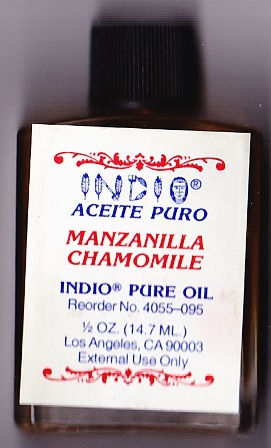 INDIO®
ACEITE PURO
MANZANILLA
CHAMOMILE
INDIO® PURE OIL
Reorder No. 4055-095
½ OZ. (14.7 ML.)
Los Angeles, CA 90003
External Use Only